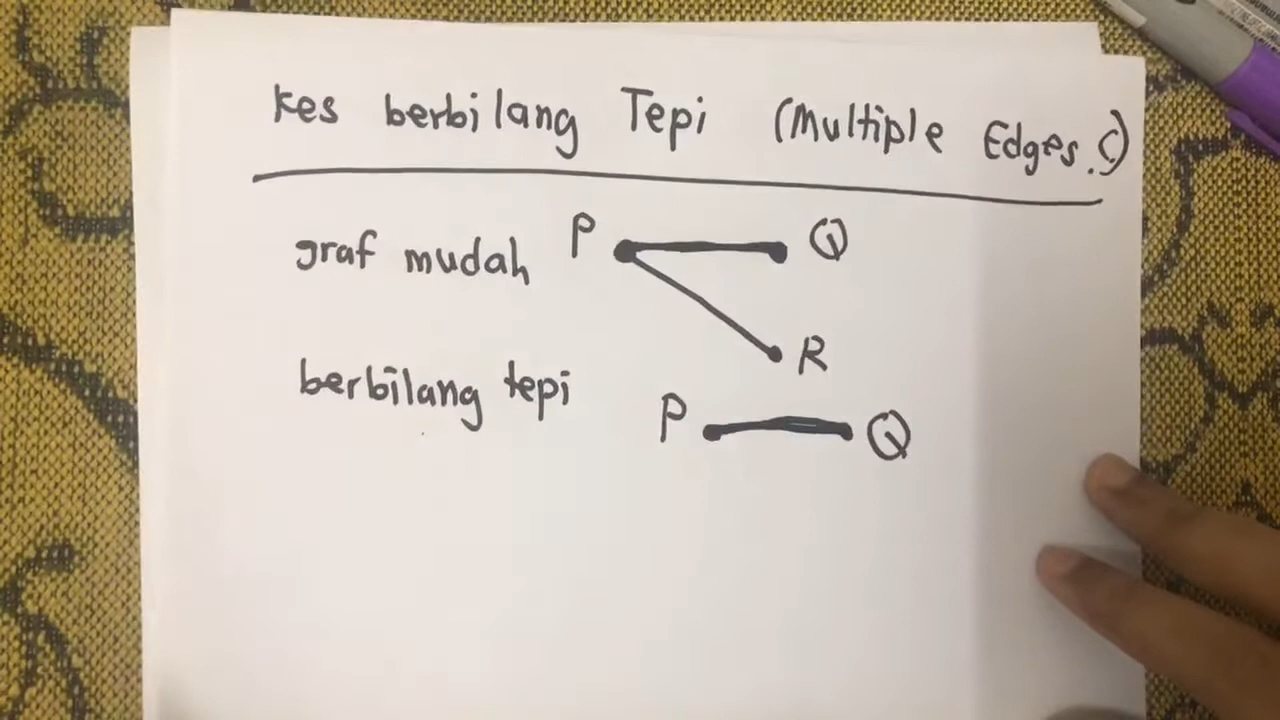 kes berbilang Tepi (Multiple Edges.)
graf mudah P Q
R
berbilang tepi P Q